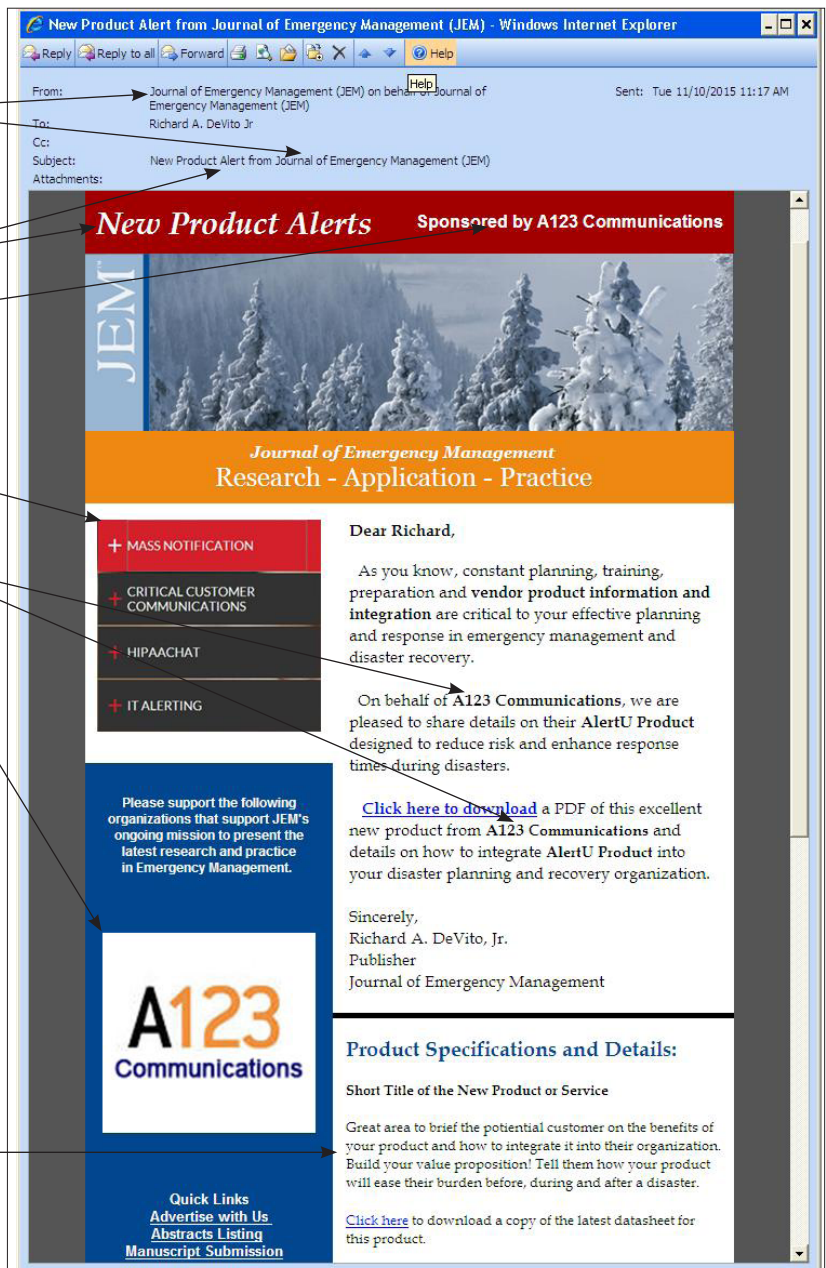 New Product Alert from Journal of Emergency Management (JEM) - Windows Internet Explorer
Reply Reply to all Forward Help
Help
From: Journal of Emergency Management (JEM) on behalf of Journal of Emergency Management (JEM)
Sent: Tue 11/10/2015 11:17 AM
To: Richard A. DeVito Jr
Cc:
Subject: New Product Alert from Journal of Emergency Management (JEM)
Attachments:
New Product Alerts Sponsored by A123 Communications
JEM
Journal of Emergency Management
Research - Application - Practice
+ MASS NOTIFICATION
+ CRITICAL CUSTOMER
COMMUNICATIONS
+ HIPAACHAT
+ IT ALERTING
Please support the following
organizations that support JEM's
ongoing mission to present the
latest research and practice
in Emergency Management.
A123
Communications
Quick Links
Advertise with Us
Abstracts Listing
Manuscript Submission
Dear Richard,
As you know, constant planning, training,
preparation and vendor product information and
integration are critical to your effective planning
and response in emergency management and
disaster recovery.
On behalf of A123 Communications, we are
pleased to share details on their AlertU Product
designed to reduce risk and enhance response
times during disasters.
Click here to download a PDF of this excellent
new product from A123 Communications and
details on how to integrate AlertU Product into
your disaster planning and recovery organization.
Sincerely,
Richard A. DeVito, Jr.
Publisher
Journal of Emergency Management
Product Specifications and Details:
Short Title of the New Product or Service
Great area to brief the potiential customer on the benefits of
your product and how to integrate it into their organization.
Build your value proposition! Tell them how your product
will ease their burden before, during and after a disaster.
Click here to download a copy of the latest datasheet for
this product.